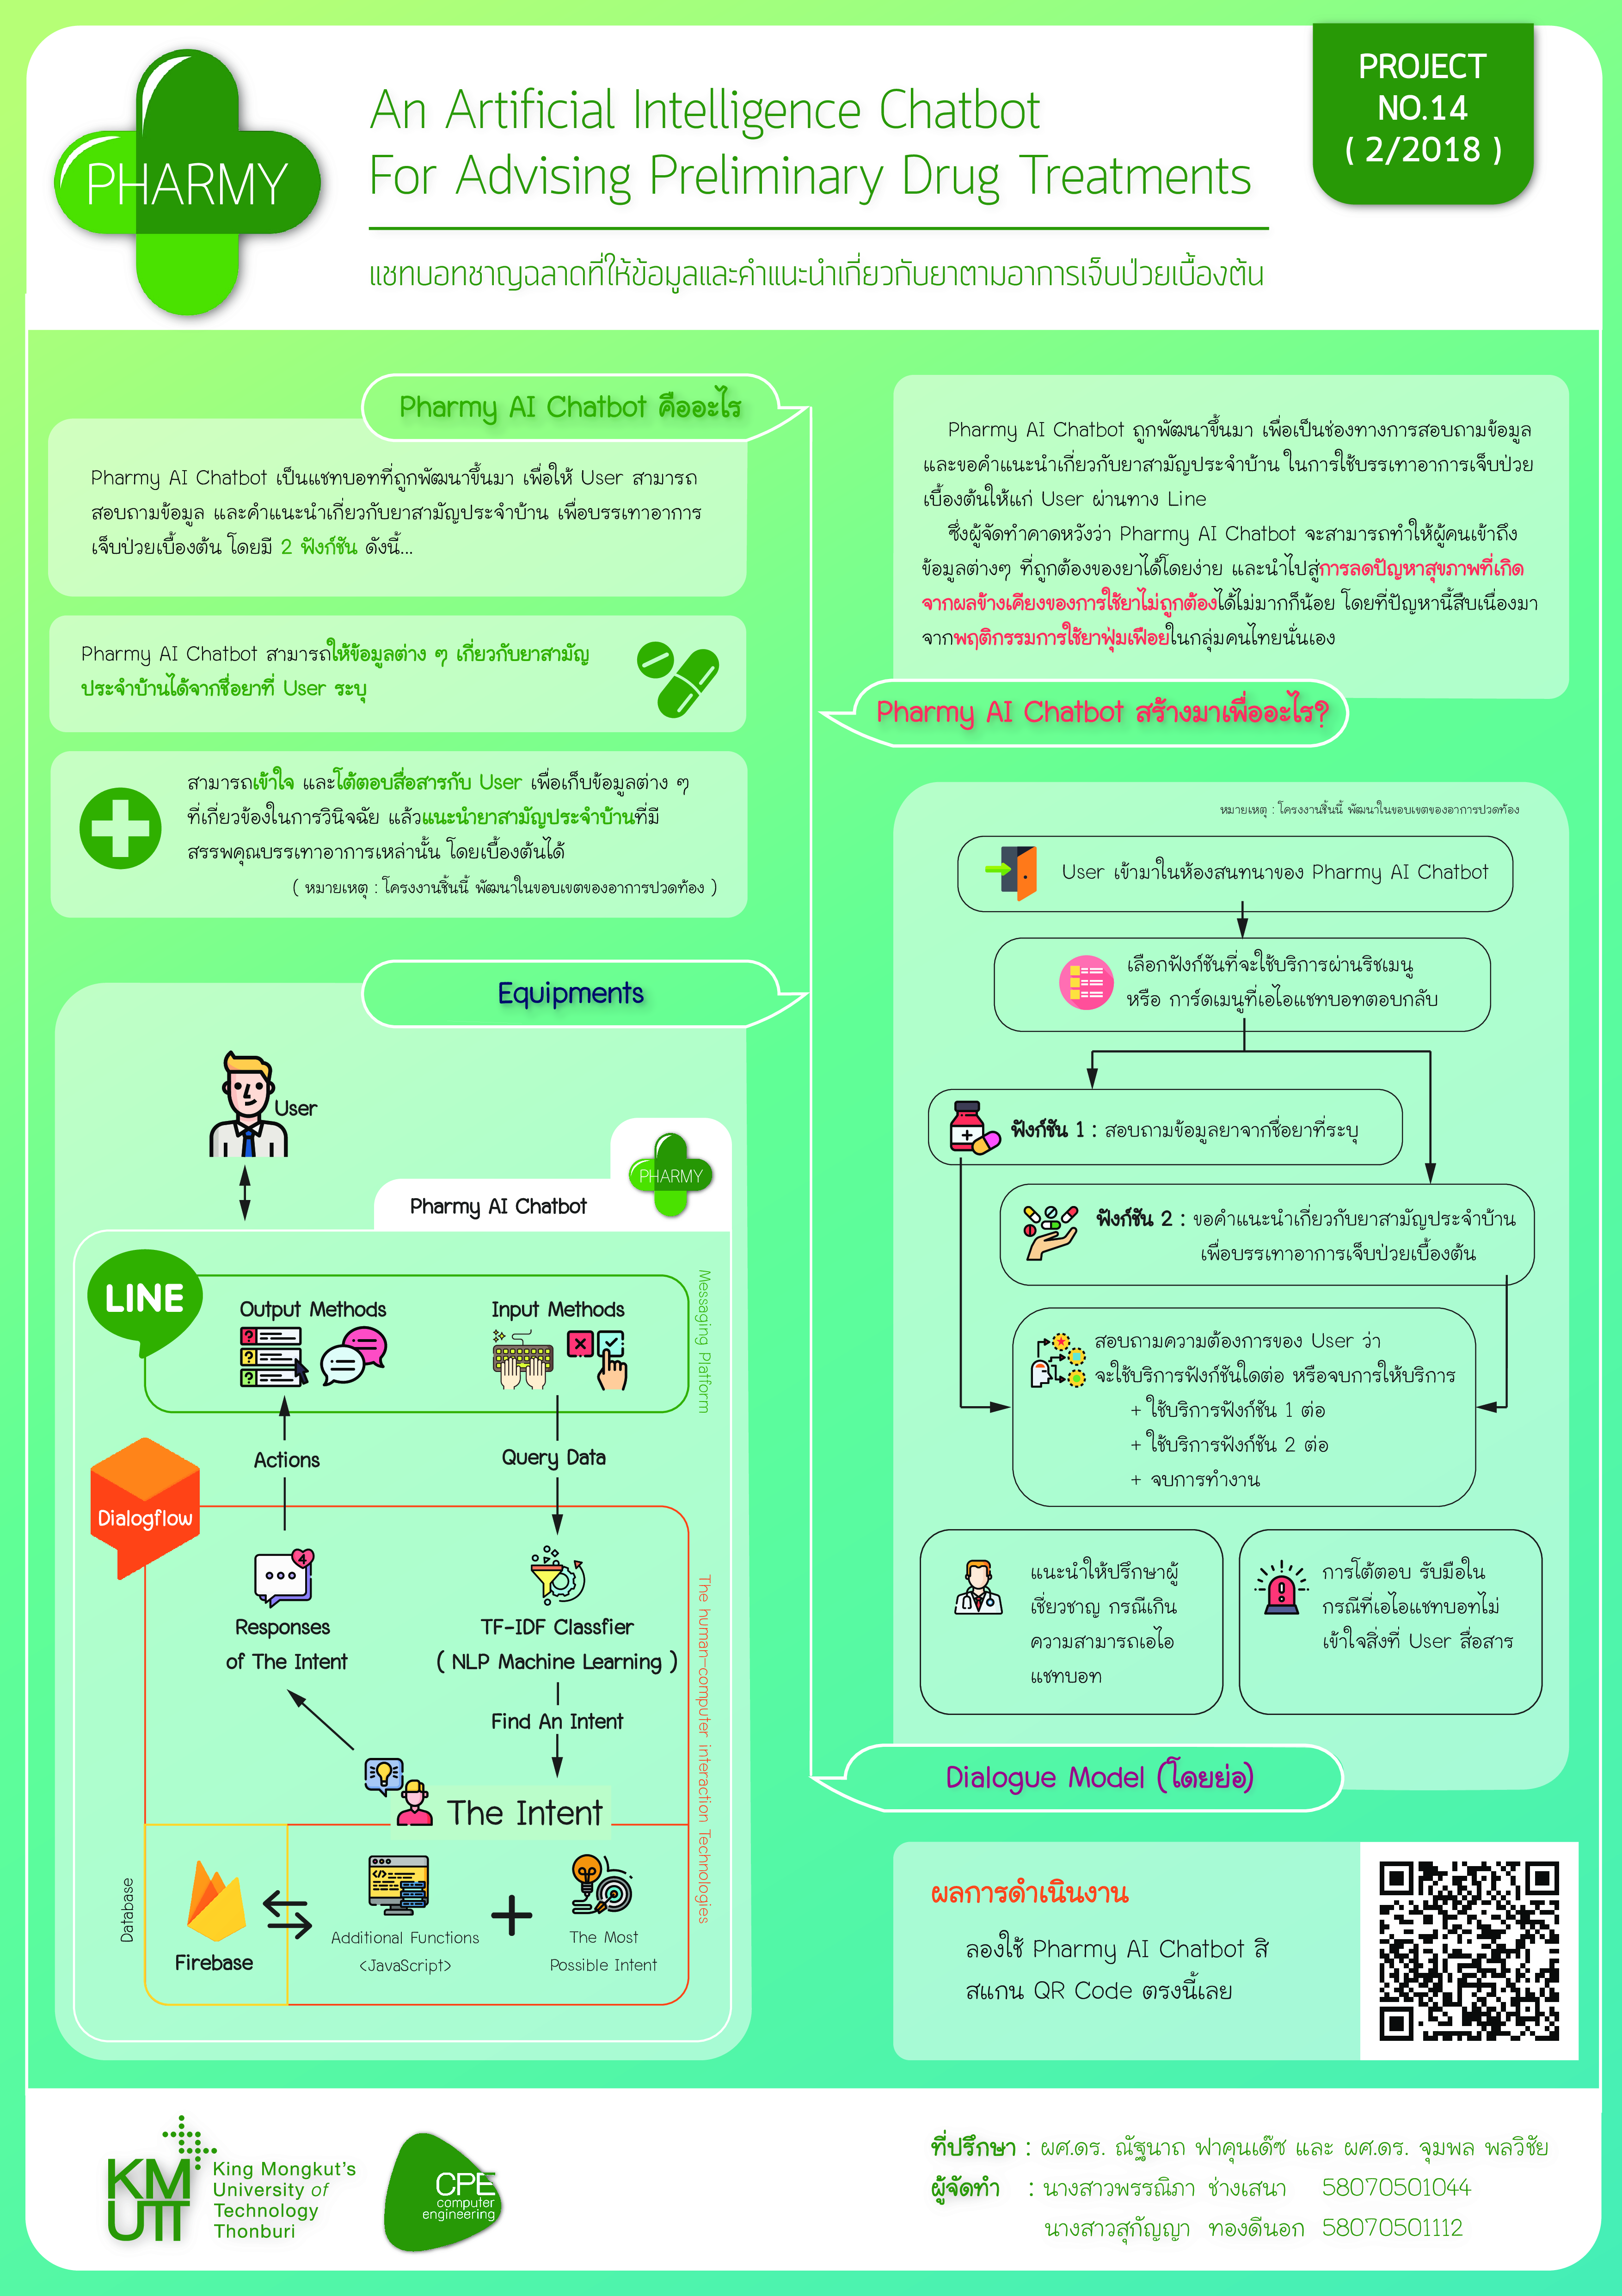 PHARMY
An Artificial Intelligence Chatbot
For Advising Preliminary Drug Treatments
แชทบอทชาญฉลาดที่ให้ข้อมูลและคำแนะนำเกี่ยวกับยาตามอาการเจ็บป่วยเบื้องต้น
PROJECT
NO.14
( 2/2018 )
Pharmy AI Chatbot คืออะไร
Pharmy AI Chatbot เป็นแชทบอทที่ถูกพัฒนาขึ้นมา เพื่อให้ User สามารถ
สอบถามข้อมูล และคำแนะนำเกี่ยวกับยาสามัญประจำบ้าน เพื่อบรรเทาอาการ
เจ็บป่วยเบื้องต้น โดยมี 2 ฟังก์ชัน ดังนี้...
Pharmy AI Chatbot สามารถให้ข้อมูลต่าง ๆ เกี่ยวกับยาสามัญ
ประจำบ้านได้จากชื่อยาที่ User ระบุ
สามารถเข้าใจ และโต้ตอบสื่อสารกับ User เพื่อเก็บข้อมูลต่าง ๆ
ที่เกี่ยวข้องในการวินิจฉัย แล้วแนะนำยาสามัญประจำบ้านที่มี
สรรพคุณบรรเทาอาการเหล่านั้น โดยเบื้องต้นได้
( หมายเหตุ : โครงงานชิ้นนี้ พัฒนาในขอบเขตของอาการปวดท้อง )
Equipments
User
Pharmy AI Chatbot
PHARMY
LINE
Output Methods
Input Methods
Messaging Platform
Actions
Query Data
Dialogflow
4
Responses
of The Intent
TF-IDF Classfier
( NLP Machine Learning )
Find An Intent
The human-computer interaction Technologies
The Intent
Database
Firebase
Additional Functions
<JavaScript>
The Most
Possible Intent
Pharmy AI Chatbot ถูกพัฒนาขึ้นมา เพื่อเป็นช่องทางการสอบถามข้อมูล
และขอคำแนะนำเกี่ยวกับยาสามัญประจำบ้าน ในการใช้บรรเทาอาการเจ็บป่วย
เบื้องต้นให้แก่ User ผ่านทาง Line
ซึ่งผู้จัดทำคาดหวังว่า Pharmy AI Chatbot จะสามารถทำให้ผู้คนเข้าถึง
ข้อมูลต่างๆ ที่ถูกต้องของยาได้โดยง่าย และนำไปสู่การลดปัญหาสุขภาพที่เกิด
จากผลข้างเคียงของการใช้ยาไม่ถูกต้องได้ไม่มากก็น้อย โดยที่ปัญหานี้สืบเนื่องมา
จากพฤติกรรมการใช้ยาฟุ่มเฟือยในกลุ่มคนไทยนั่นเอง
Pharmy AI Chatbot สร้างมาเพื่ออะไร?
หมายเหตุ : โครงงานชิ้นนี้ พัฒนาในขอบเขตของอาการปวดท้อง
User เข้ามาในห้องสนทนาของ Pharmy AI Chatbot
เลือกฟังก์ชันที่จะใช้บริการผ่านริชเมนู
หรือ การ์ดเมนูที่เอไอแชทบอทตอบกลับ
ฟังก์ชัน 1 : สอบถามข้อมูลยาจากชื่อยาที่ระบุ
ฟังก์ชัน 2 : ขอคำแนะนำเกี่ยวกับยาสามัญประจำบ้าน
เพื่อบรรเทาอาการเจ็บป่วยเบื้องต้น
สอบถามความต้องการของ User ว่า
จะใช้บริการฟังก์ชันใดต่อ หรือจบการให้บริการ
+ ใช้บริการฟังก์ชัน 1 ต่อ
+ ใช้บริการฟังก์ชัน 2 ต่อ
+ จบการทำงาน
แนะนำให้ปรึกษาผู้
เชี่ยวชาญ กรณีเกิน
ความสามารถเอไอ
แชทบอท
การโต้ตอบ รับมือใน
กรณีที่เอไอแชทบอทไม่
เข้าใจสิ่งที่ User สื่อสาร
Dialogue Model (โดยย่อ)
ผลการดำเนินงาน
ลองใช้ Pharmy AI Chatbot สิ
สแกน QR Code ตรงนี้เลย
KMUTT
King Mongkut's
University of
Technology
Thonburi
CPE
computer
engineering
ที่ปรึกษา : ผศ.ดร. ณัฐนาถ ฟาคุนเด๊ซ และ ผศ.ดร. จุมพล พลวิชัย
ผู้จัดทำ : นางสาวพรรณิภา ช่างเสนา 58070501044
นางสาวสุกัญญา ทองดีนอก 58070501112